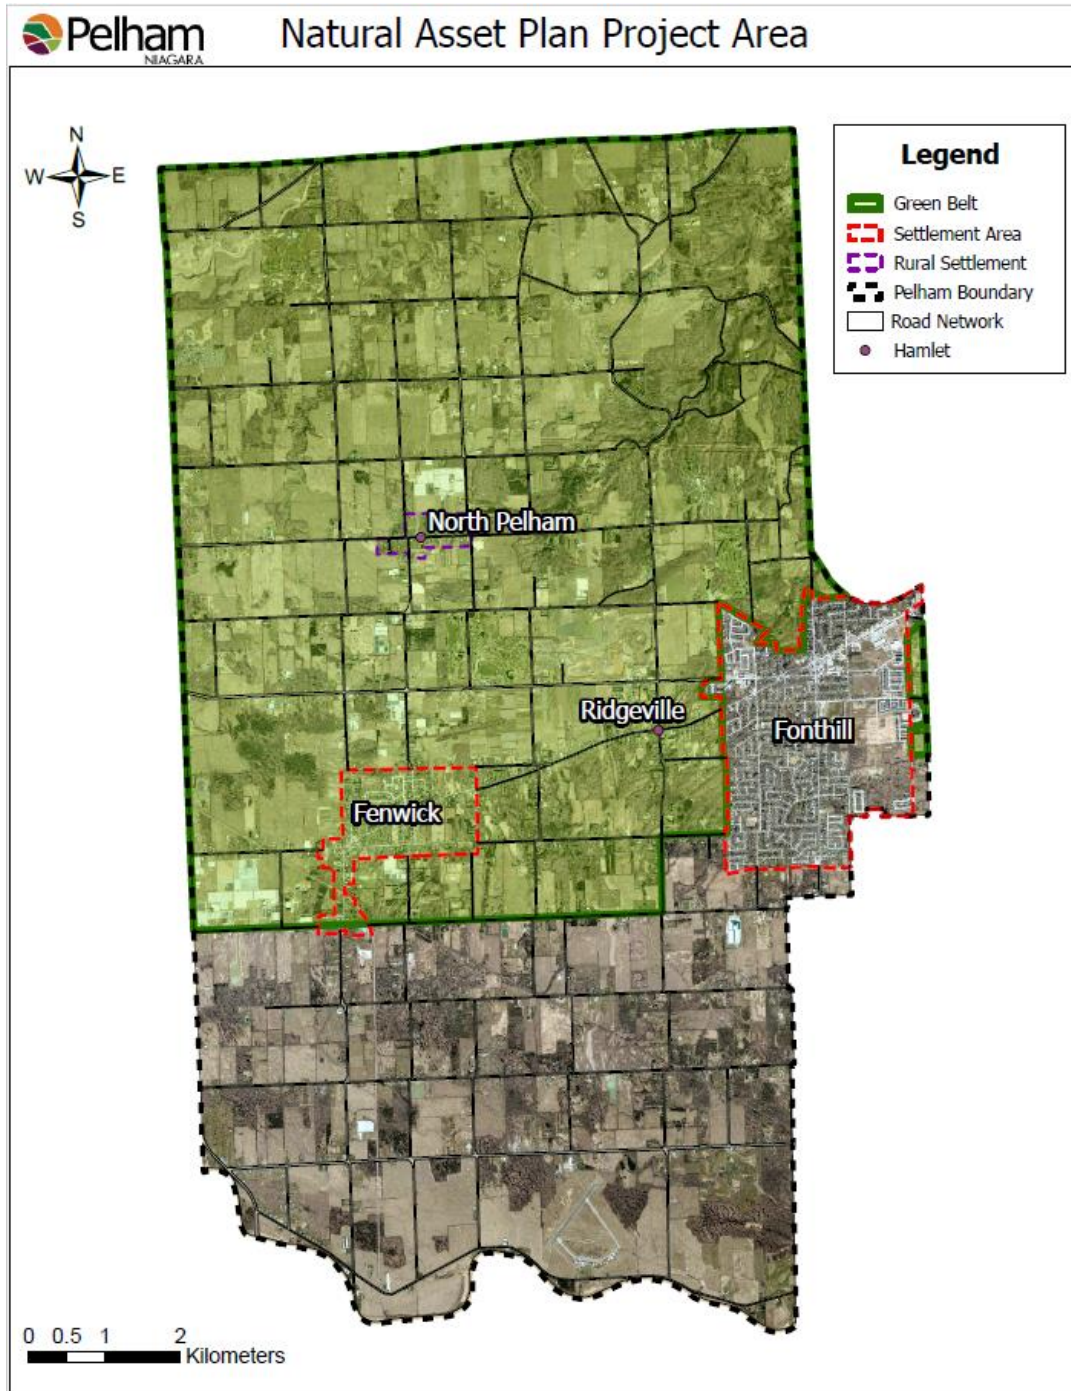 Pelham
NIAGARA
Natural Asset Plan Project Area
N
W E
S
Legend
Green Belt
Settlement Area
Rural Settlement
Pelham Boundary
Road Network
Hamlet
North Pelham
Ridgeville
Fonthill
Fenwick
0 0.5 1 2
Kilometers